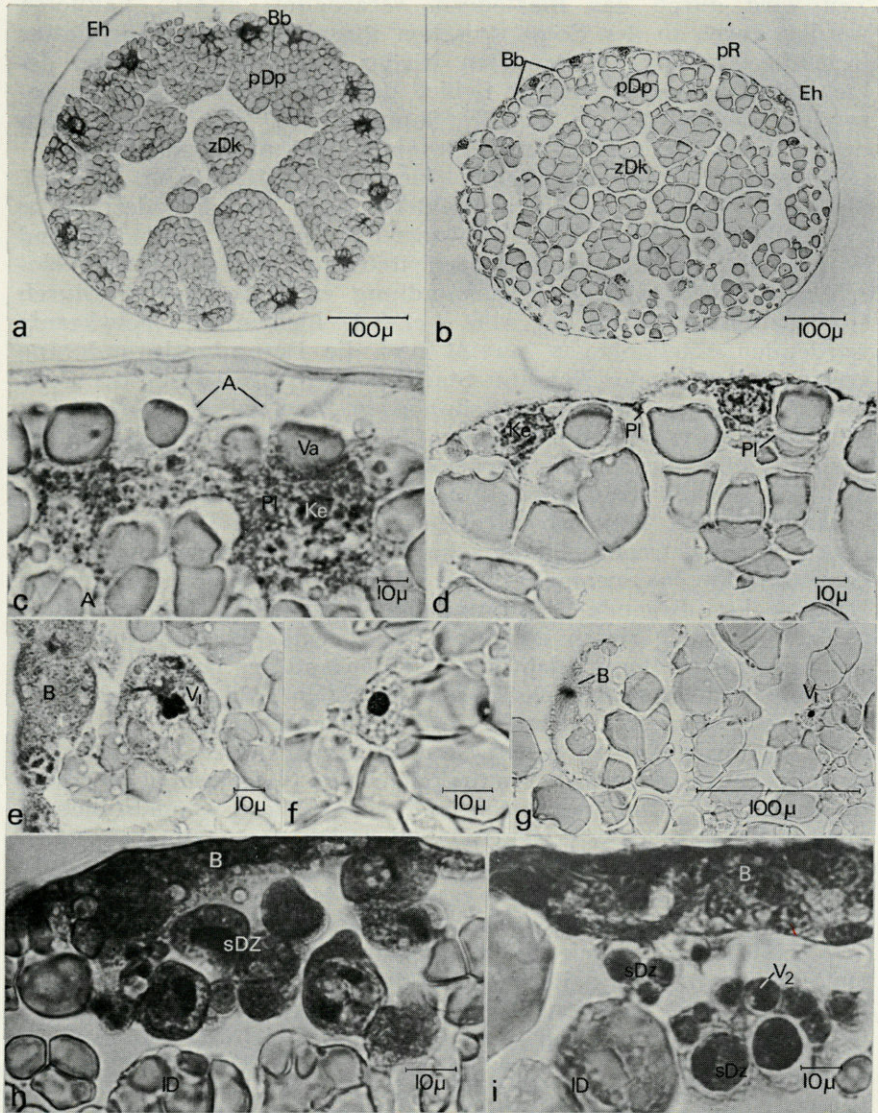 Eh Bb pDp zDk a 100µ
Bb pDp pR Eh zDk b 100µ
A Va Pl Ke A c 10µ
Ke Pl Pl d 10µ
B V1 e 10µ
f 10µ
B V1 g 100µ
B sDZ lD h 10µ
B sDz V2 sDz lD i 10µ